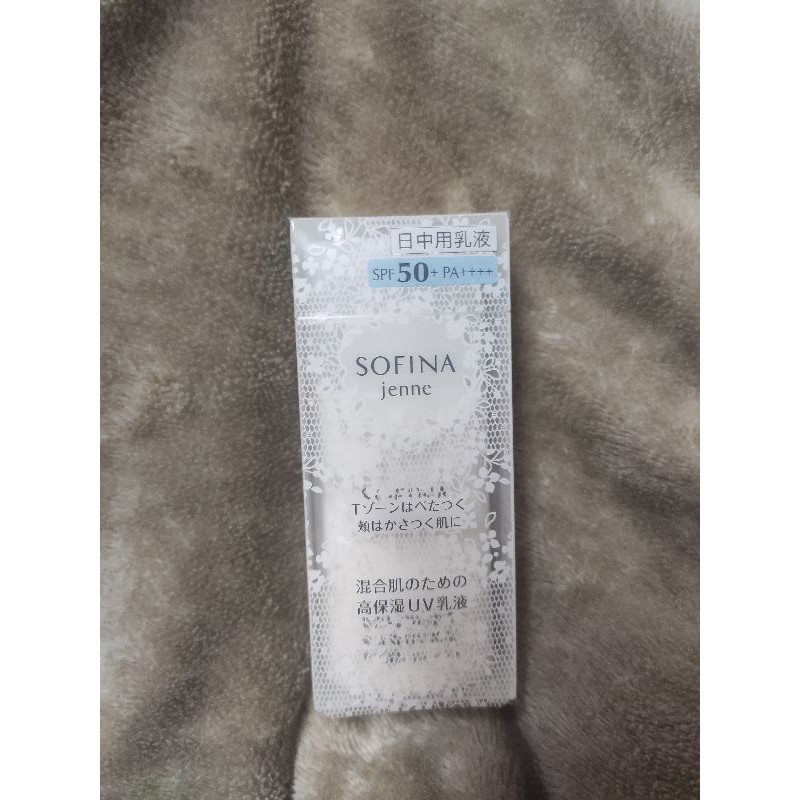 日中用乳液
SPF50+ PA++++
SOFINA
jenne
Tゾーンはべたつく
頬はかさつく肌に
混合肌のための
高保湿UV乳液